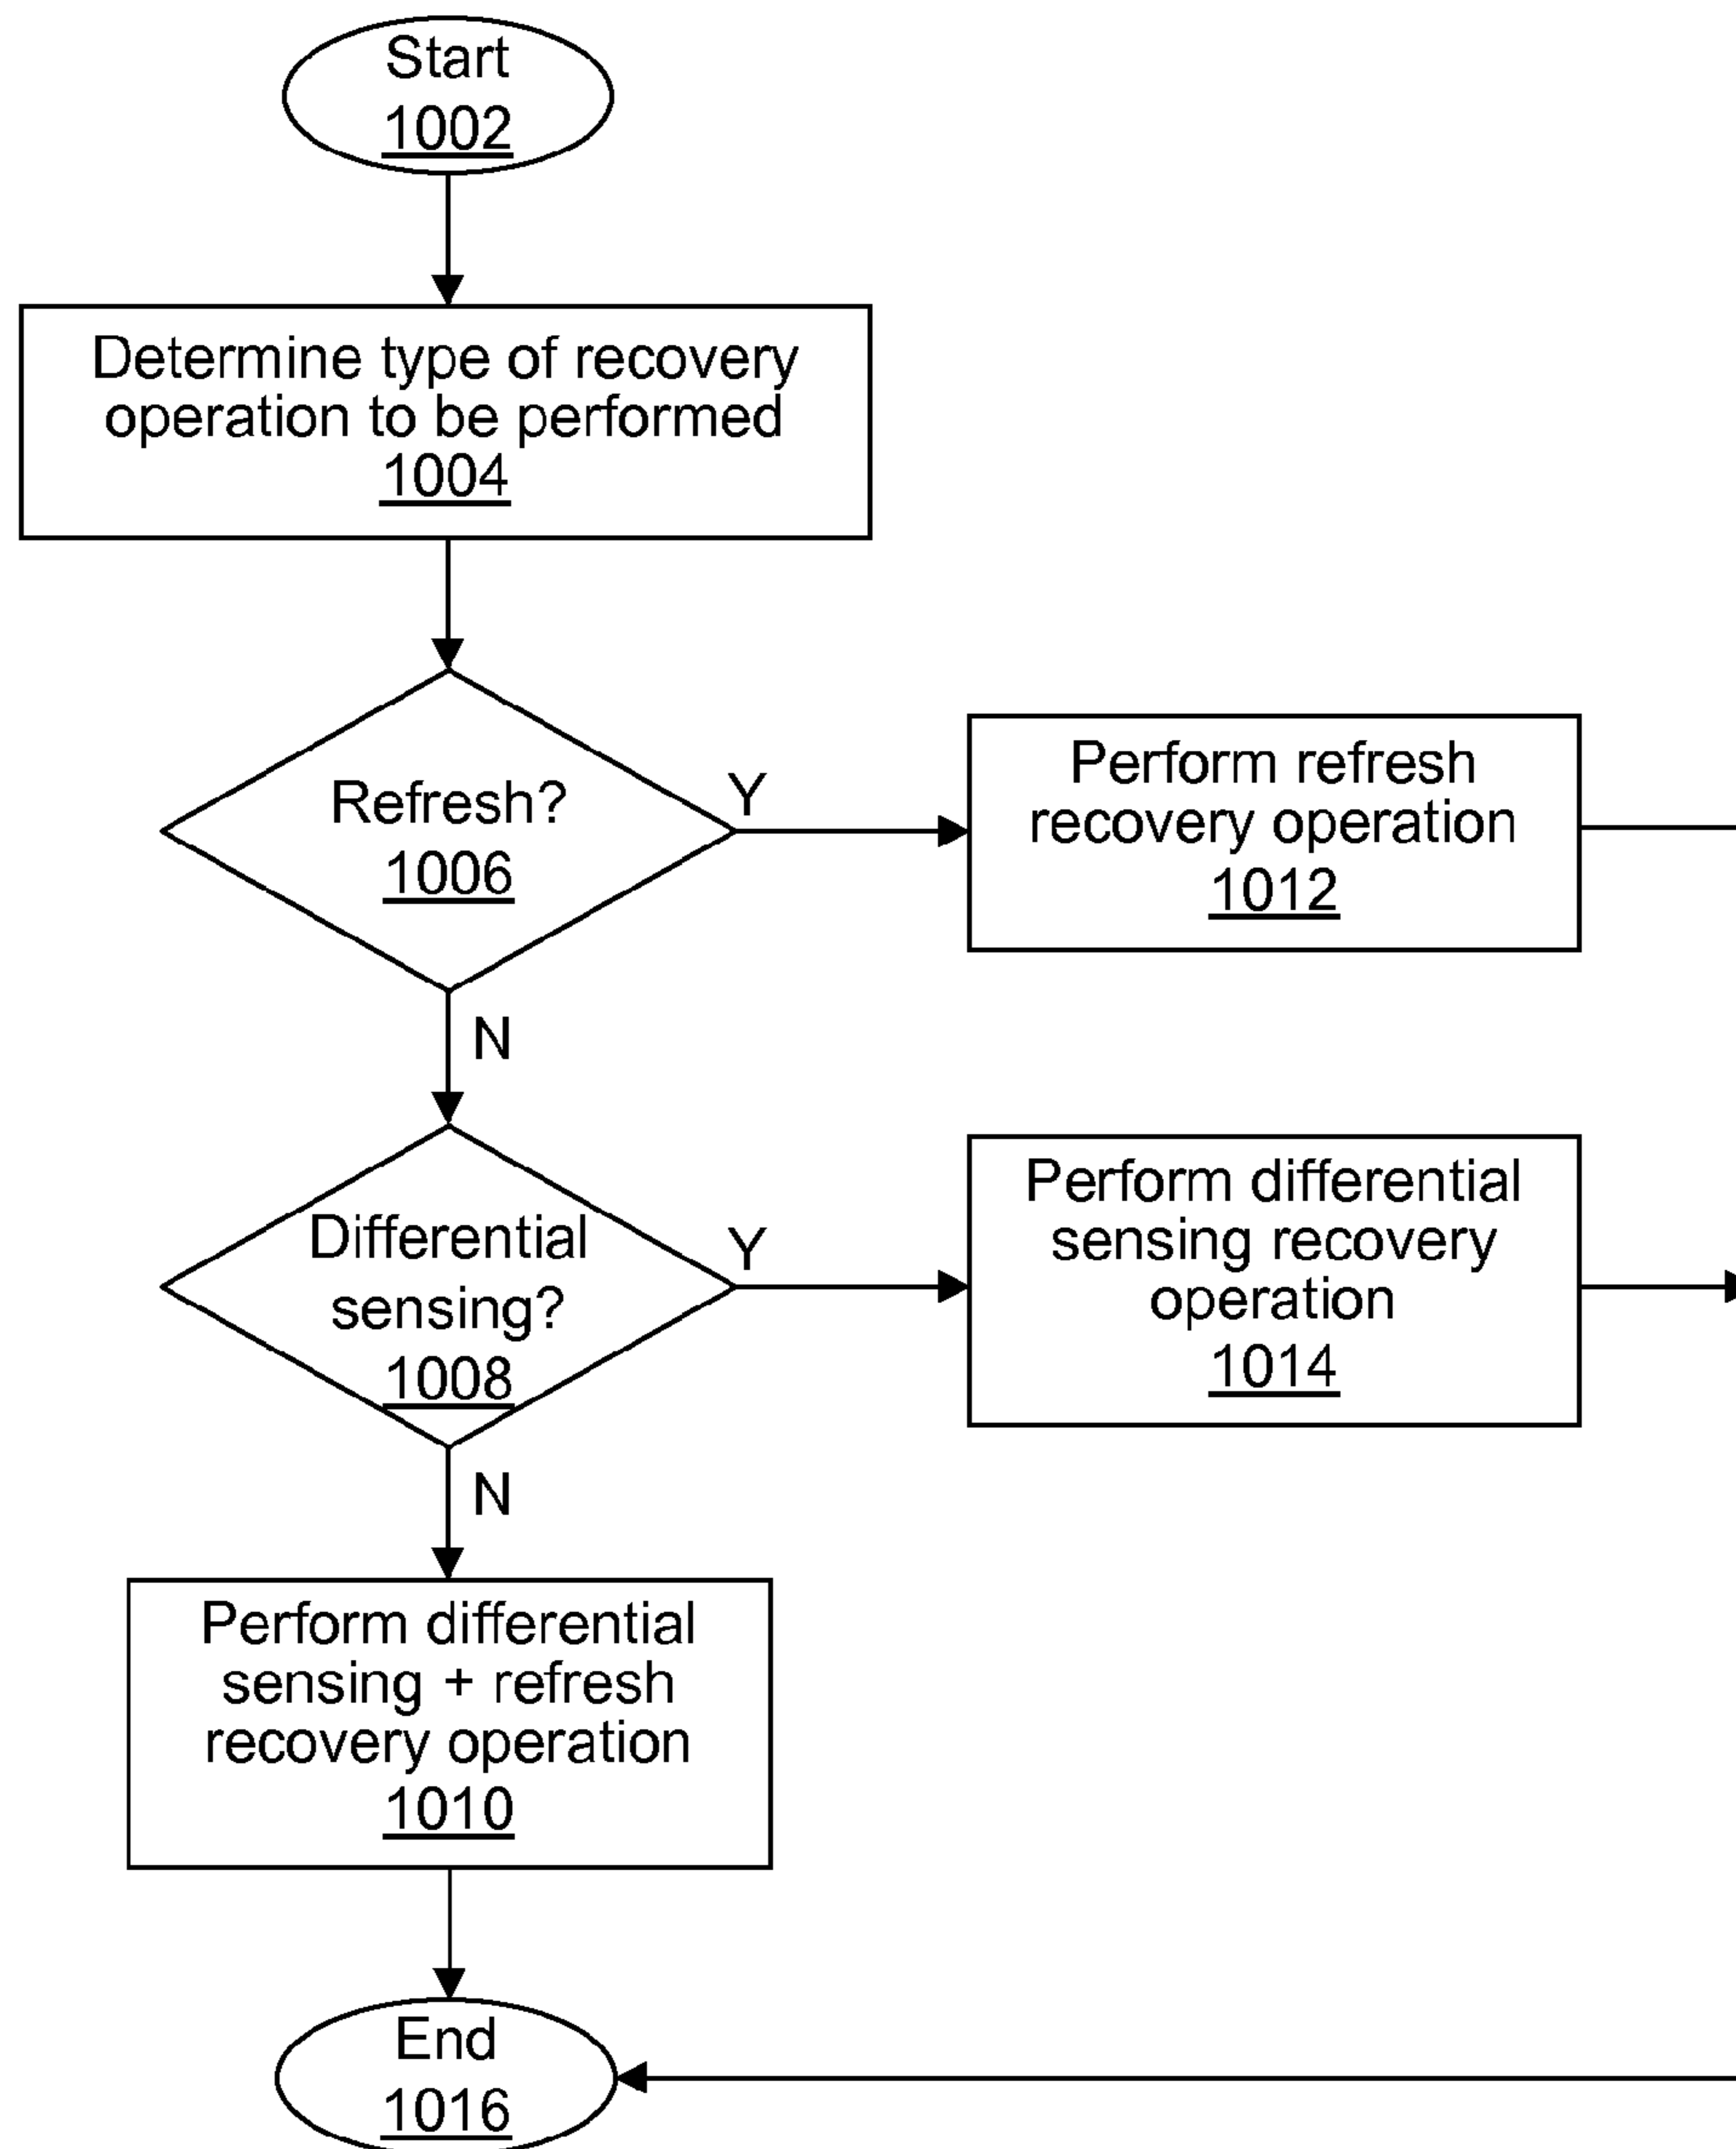 Start
1002
Determine type of recovery
operation to be performed
1004
Refresh?
1006
Y
Perform refresh
recovery operation
1012
N
Differential
sensing?
1008
Y
Perform differential
sensing recovery
operation
1014
N
Perform differential
sensing + refresh
recovery operation
1010
End
1016